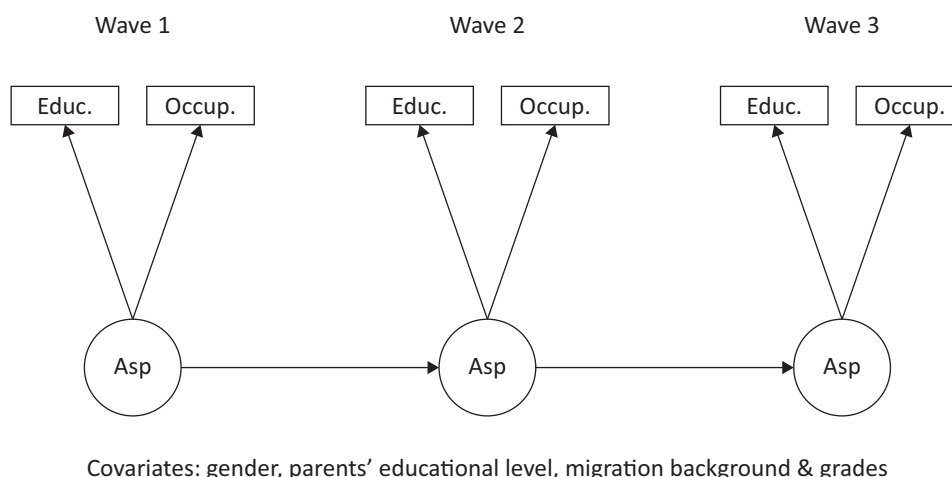 Wave 1 Wave 2 Wave 3
Educ. Occup. Educ. Occup. Educ. Occup.
Asp Asp Asp
Covariates: gender, parents’ educational level, migration background & grades